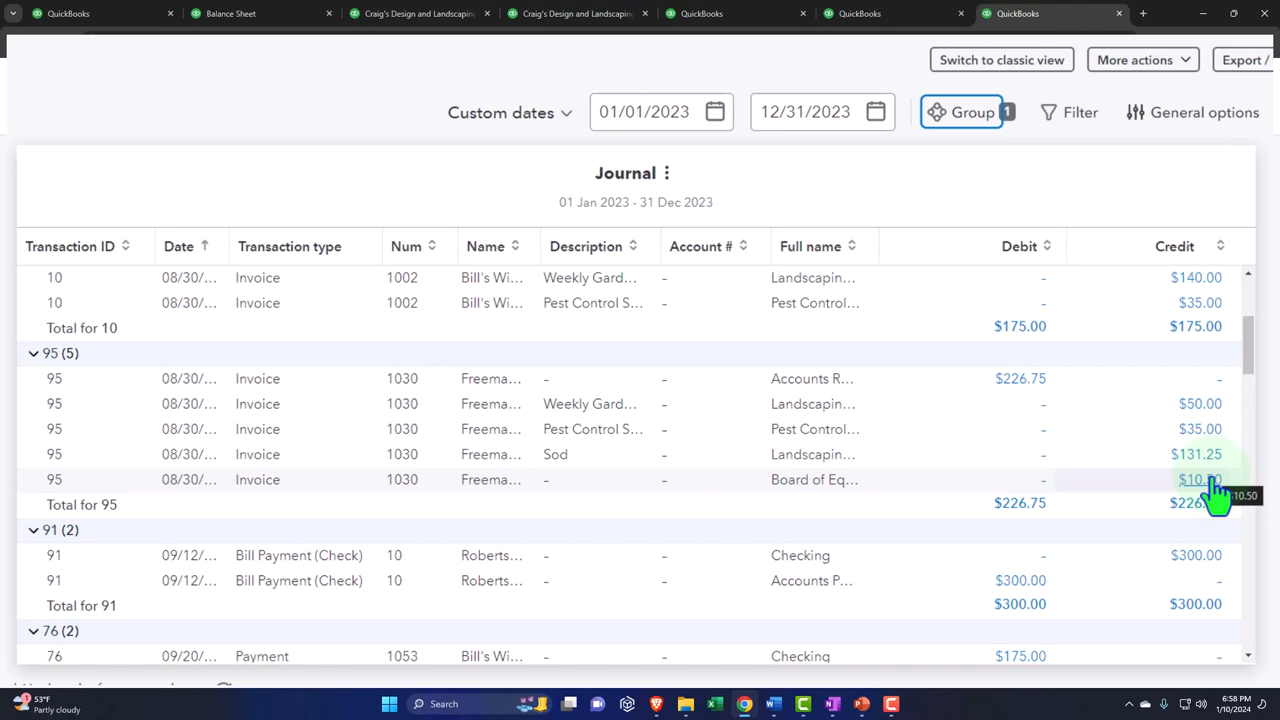 QuickBooks Balance Sheet Craig's Design and Landscaping Craig's Design and Landscaping QuickBooks QuickBooks QuickBooks
Switch to classic view More actions Export /
Custom dates 01/01/2023 12/31/2023 Group 1 Filter General options
Journal
01 Jan 2023 - 31 Dec 2023
Transaction ID Date Transaction type Num Name Description Account # Full name Debit Credit
10 08/30/... Invoice 1002 Bill's Wi... Weekly Gard... - Landscapin... - $140.00
10 08/30/... Invoice 1002 Bill's Wi... Pest Control S... - Pest Control... - $35.00
Total for 10 $175.00 $175.00
95 (5)
95 08/30/... Invoice 1030 Freema... - - Accounts R... $226.75 -
95 08/30/... Invoice 1030 Freema... Weekly Gard... - Landscapin... - $50.00
95 08/30/... Invoice 1030 Freema... Pest Control S... - Pest Control... - $35.00
95 08/30/... Invoice 1030 Freema... Sod - Landscapin... - $131.25
95 08/30/... Invoice 1030 Freema... - - Board of Eq... - $10.50
10.50
Total for 95 $226.75
91 (2)
91 09/12/... Bill Payment (Check) 10 Roberts... - - Checking - $300.00
91 09/12/... Bill Payment (Check) 10 Roberts... - - Accounts P... $300.00 -
Total for 91 $300.00 $300.00
76 (2)
76 09/20/... Payment 1053 Bill's Wi... - - Checking $175.00 -
53°F
Partly cloudy
Search
6:58 PM
1/10/2024